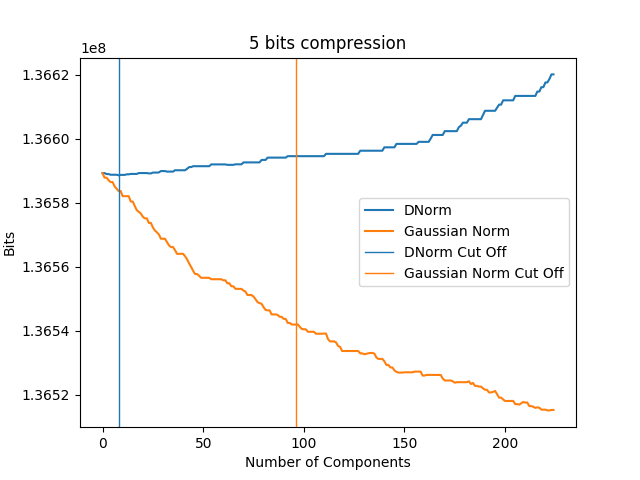 5 bits compression
1e8
1.3662
1.3660
1.3658
1.3656
1.3654
1.3652
Bits
DNorm
Gaussian Norm
DNorm Cut Off
Gaussian Norm Cut Off
0 50 100 150 200
Number of Components